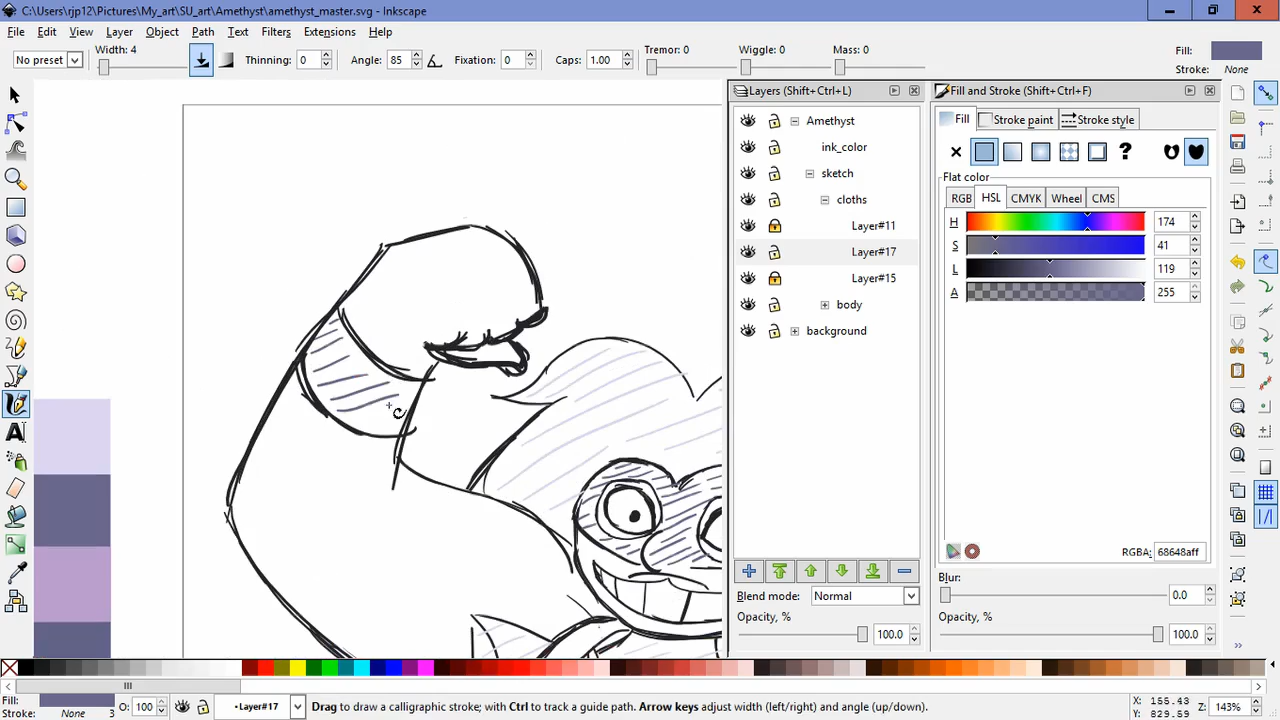 C:\Users\rjp12\Pictures\My_art\SU_art\Amethyst\amethyst_master.svg - Inkscape
File Edit View Layer Object Path Text Filters Extensions Help
No preset Width: 4 Thinning: 0 Angle: 85 Fixation: 0 Caps: 1.00 Tremor: 0 Wiggle: 0 Mass: 0 Fill:
Stroke: None
Layers (Shift+Ctrl+L) Fill and Stroke (Shift+Ctrl+F)
Amethyst
ink_color
sketch
cloths
Layer#11
Layer#17
Layer#15
body
background
Fill Stroke paint Stroke style
Flat color
RGB HSL CMYK Wheel CMS
H 174
S 41
L 119
A 255
RGBA: 68648aff
Blend mode: Normal
Opacity, % 100.0
Blur:
0.0
Opacity, %
100.0
Fill:
Stroke: None 3 O: 100 •Layer#17 Drag to draw a calligraphic stroke; with Ctrl to track a guide path. Arrow keys adjust width (left/right) and angle (up/down).
X: 155.43
Y: 829.59
Z: 143%